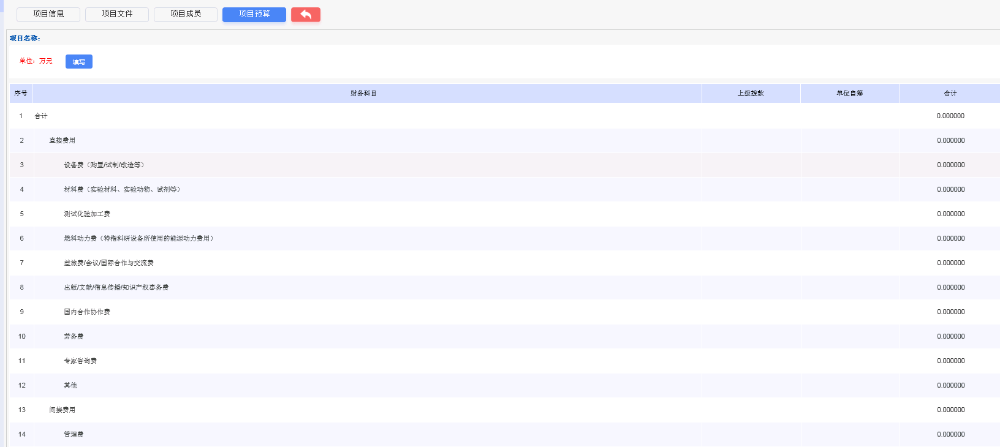 项目信息 项目文件 项目成员 项目预算
项目名称：
单位：万元 填写
序号 财务科目 上级拨款 单位自筹 合计
1 合计 0.000000
2 直接费用 0.000000
3 设备费（购置/试制/改造等） 0.000000
4 材料费（实验材料、实验动物、试剂等） 0.000000
5 测试化验加工费 0.000000
6 燃料动力费（特指科研设备所使用的能源动力费用） 0.000000
7 差旅费/会议/国际合作与交流费 0.000000
8 出版/文献/信息传播/知识产权事务费 0.000000
9 国内合作协作费 0.000000
10 劳务费 0.000000
11 专家咨询费 0.000000
12 其他 0.000000
13 间接费用 0.000000
14 管理费 0.000000